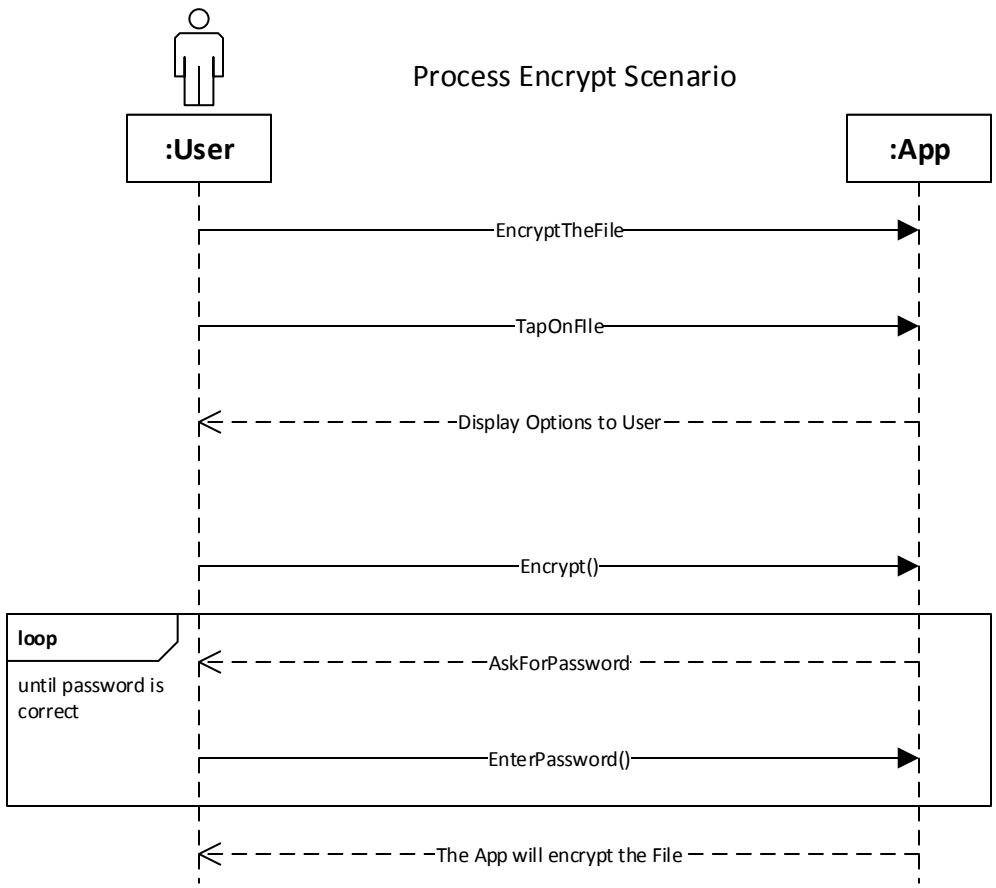 Process Encrypt Scenario
:User
:App
EncryptTheFile
TapOnFIle
Display Options to User
Encrypt()
loop
until password is
correct
AskForPassword
EnterPassword()
The App will encrypt the File